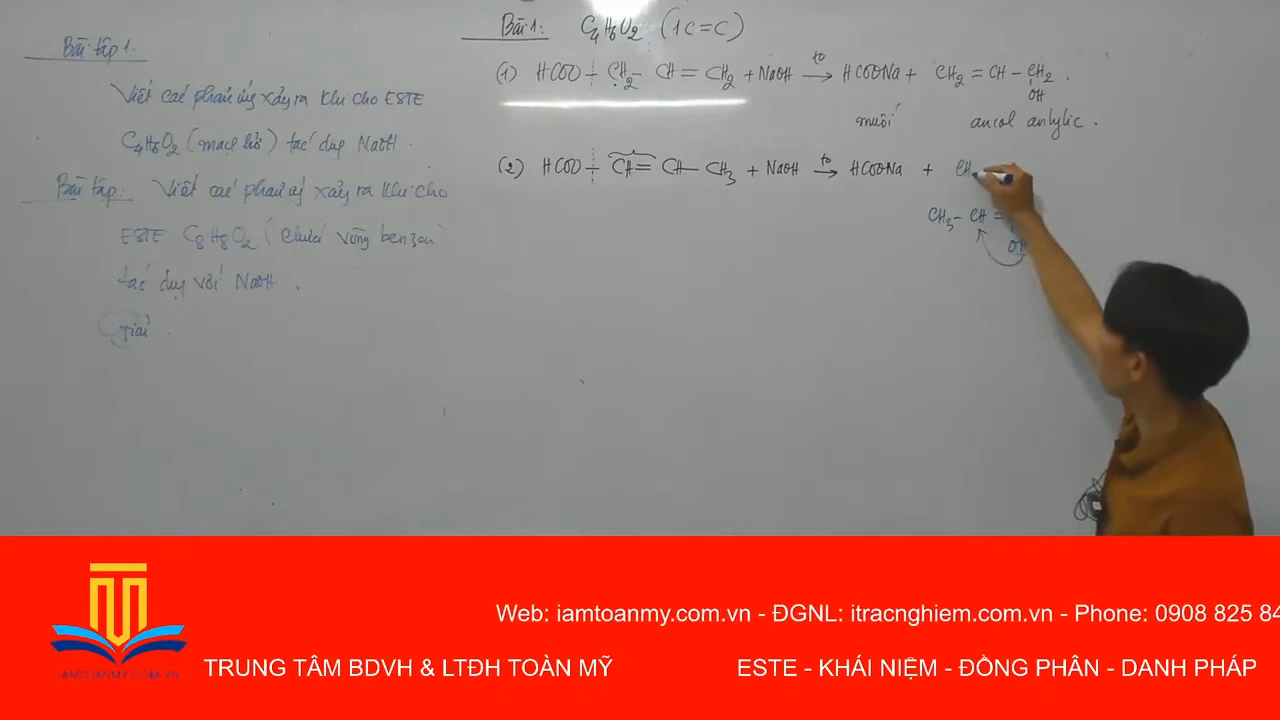 Bài tập 1.
Viết các phản ứng xảy ra khi cho ESTE
C4H6O2 (mạch hở) tác dụng NaOH.
Bài tập: Viết các phản ứng xảy ra khi cho
ESTE C8H8O2 (chứa vòng benzen
tác dụng với NaOH.
Giải.
Bài 1: C4H6O2 (1C=C)
(1) HCOO-CH2-CH=CH2 + NaOH →t° HCOONa + CH2=CH-CH2.
OH
muối ancol anlylic.
(2) HCOO-CH=CH-CH3 + NaOH →t° HCOONa + CH
CH3-CH=
IAMTOANMY.COM.VN
Web: iamtoanmy.com.vn - ĐGNL: itracnghiem.com.vn - Phone: 0908 825 84
TRUNG TÂM BDVH & LTĐH TOÀN MỸ ESTE - KHÁI NIỆM - ĐỒNG PHÂN - DANH PHÁP